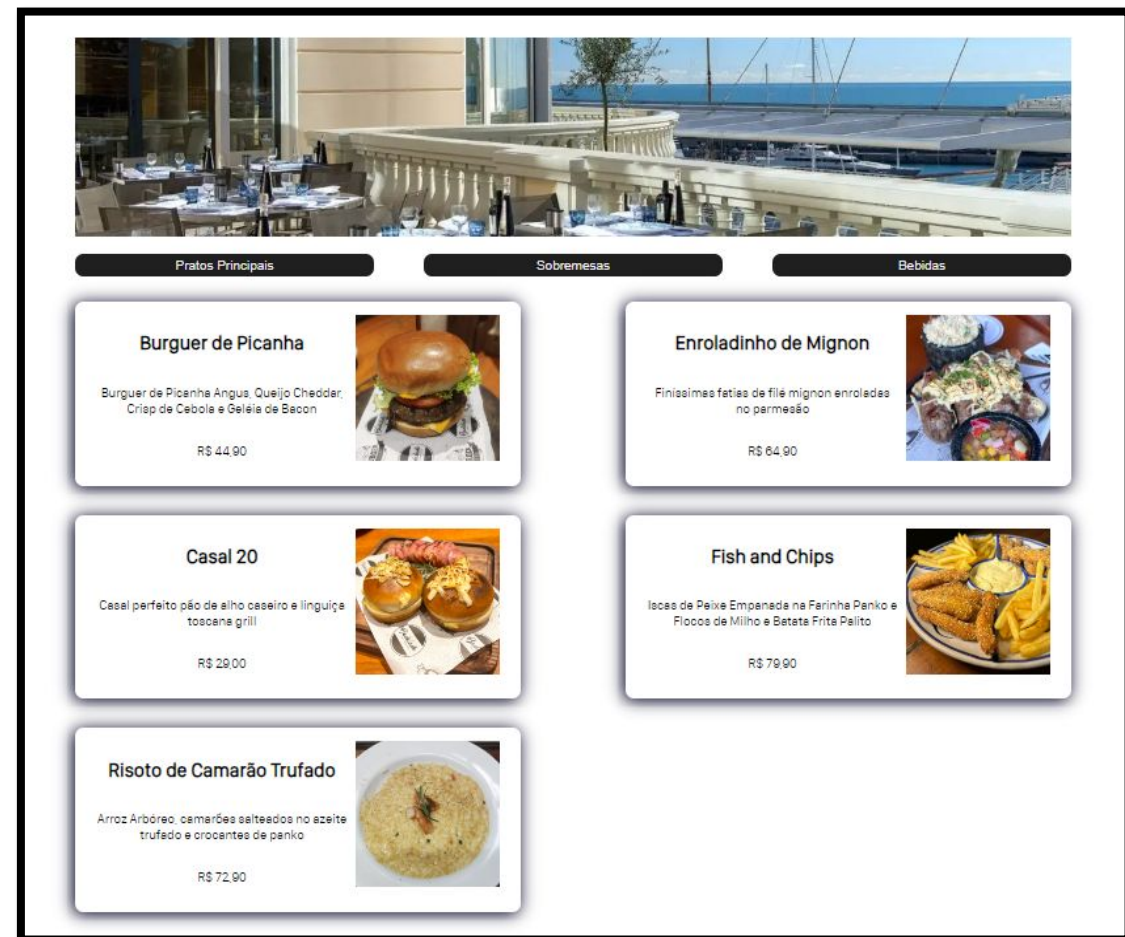 Pratos Principais
Sobremesas
Bebidas
Burguer de Picanha
Burguer de Picanha Angus, Queijo Cheddar,
Crisp de Cebola e Geléia de Bacon
R$ 44,90
Enroladinho de Mignon
Finíssimas fatias de filé mignon enroladas
no parmesão
R$ 64,90
Casal 20
Casal perfeito pão de alho caseiro e linguiça
toscana grill
R$ 29,00
Fish and Chips
Iscas de Peixe Empanada na Farinha Panko e
Flocos de Milho e Batata Frita Palito
R$ 79,90
Risoto de Camarão Trufado
Arroz Arbóreo, camarões salteados no azeite
trufado e crocantes de panko
R$ 72,90